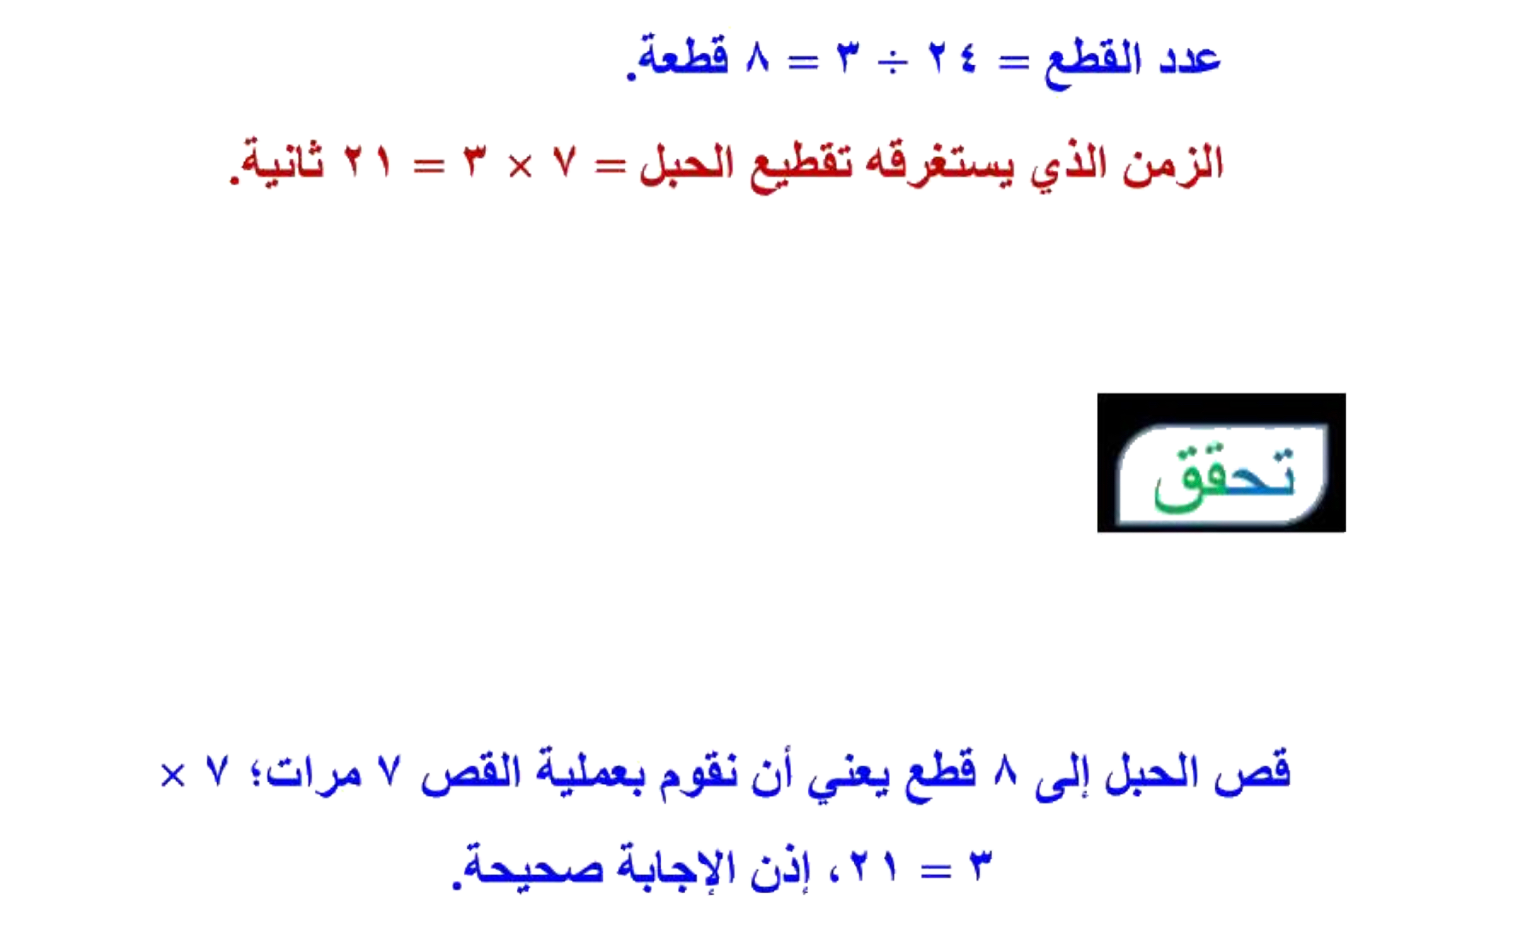 عدد القطع = ٢٤ ÷ ٣ = ٨ قطعة.
الزمن الذي يستغرقه تقطيع الحبل = ٧ × ٣ = ٢١ ثانية.
تحقق
قص الحبل إلى ٨ قطع يعني أن نقوم بعملية القص ٧ مرات؛ ٧ ×
٣ = ٢١، إذن الإجابة صحيحة.